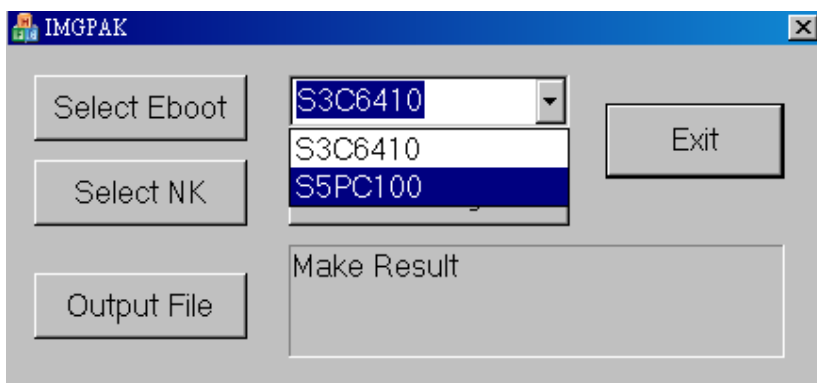 IMGPAK
Select Eboot
S3C6410
S3C6410
S5PC100
Exit
Select NK
Output File
Make Result